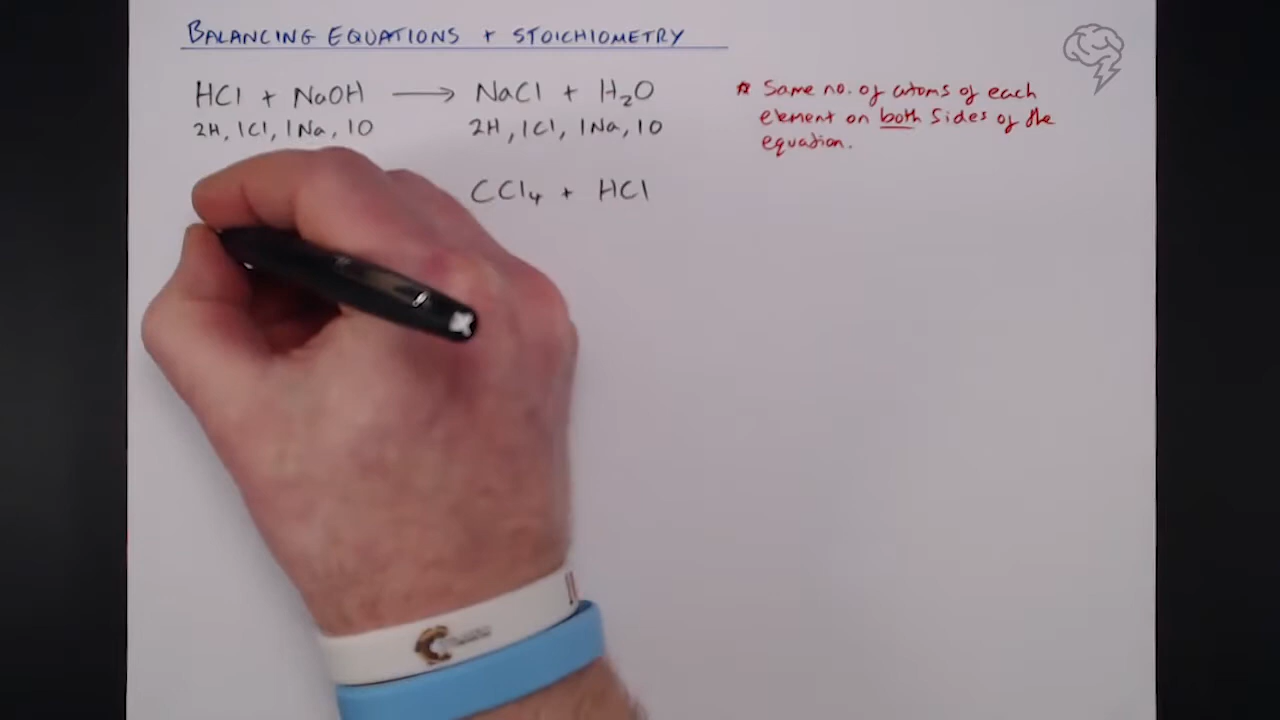 BALANCING EQUATIONS + STOICHIOMETRY
HCl + NaOH → NaCl + H₂O
2H, 1Cl, 1Na, 1O 2H, 1Cl, 1Na, 1O
* Same no. of atoms of each
element on both sides of the
equation.
CCl₄ + HCl